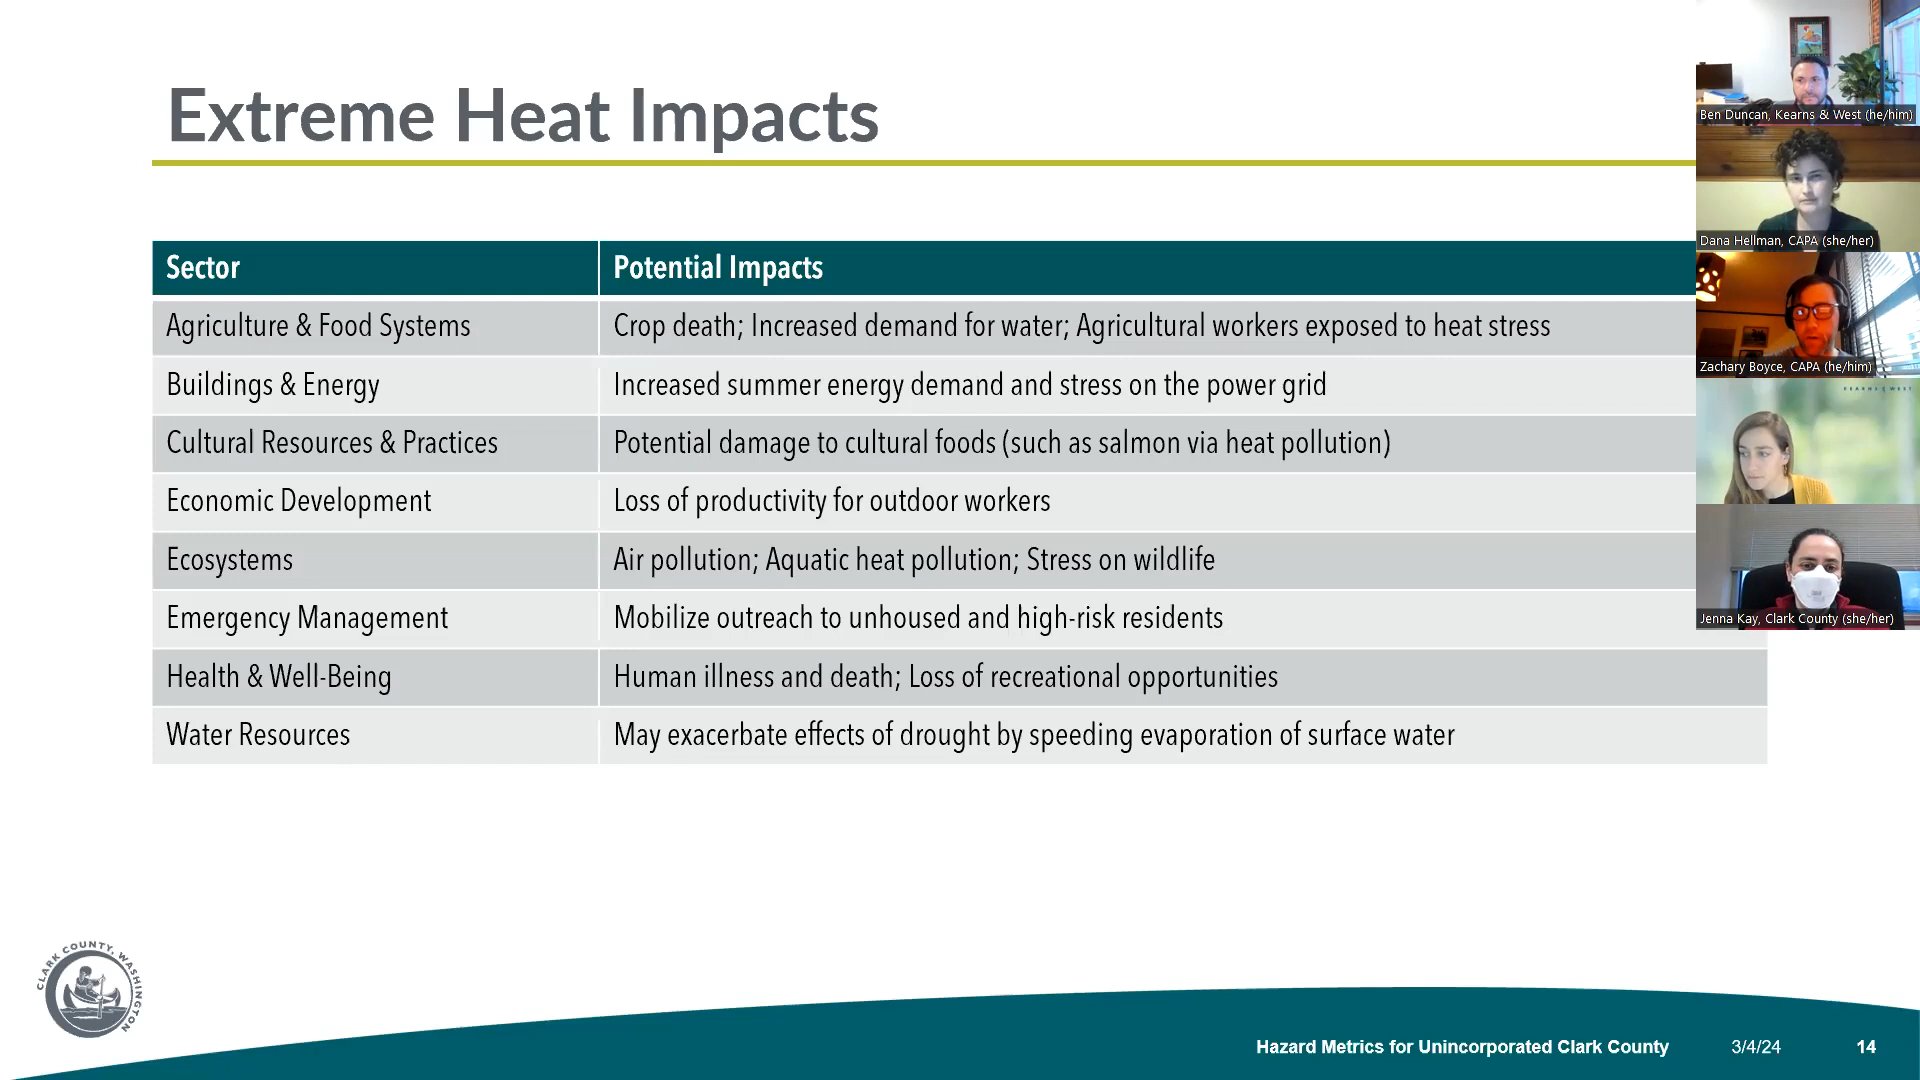 Extreme Heat Impacts
Sector Potential Impacts
Agriculture & Food Systems Crop death; Increased demand for water; Agricultural workers exposed to heat stress
Buildings & Energy Increased summer energy demand and stress on the power grid
Cultural Resources & Practices Potential damage to cultural foods (such as salmon via heat pollution)
Economic Development Loss of productivity for outdoor workers
Ecosystems Air pollution; Aquatic heat pollution; Stress on wildlife
Emergency Management Mobilize outreach to unhoused and high-risk residents
Health & Well-Being Human illness and death; Loss of recreational opportunities
Water Resources May exacerbate effects of drought by speeding evaporation of surface water
Ben Duncan, Kearns & West (he/him)
Dana Hellman, CAPA (she/her)
Zachary Boyce, CAPA (he/him)
KEARNS & WEST
Jenna Kay, Clark County (she/her)
CLARK COUNTY, WASHINGTON
Hazard Metrics for Unincorporated Clark County 3/4/24 14